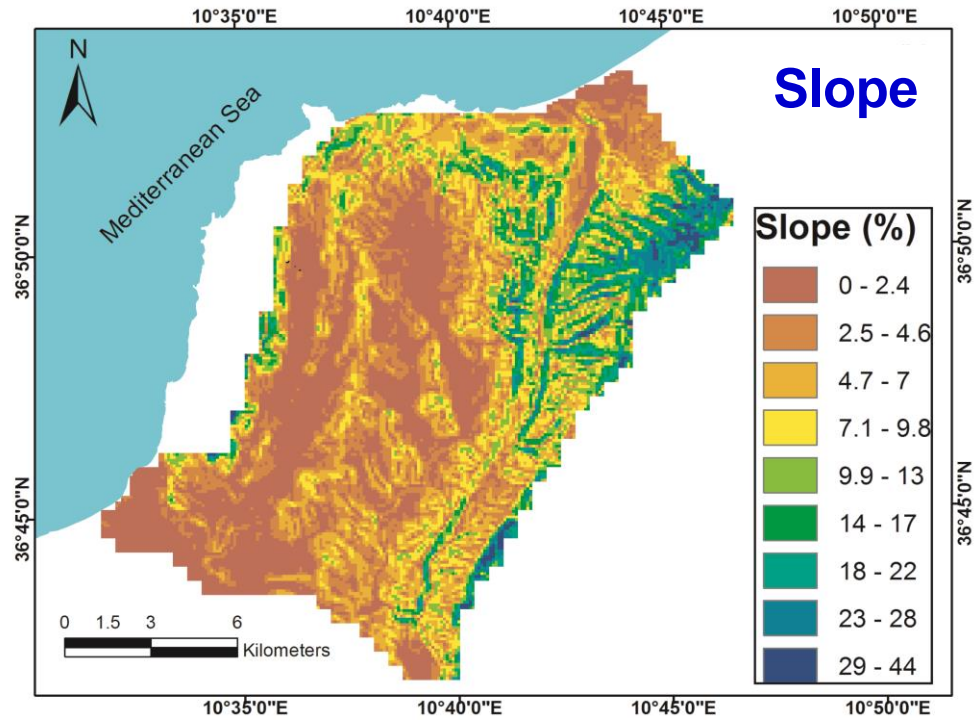 10°35'0"E 10°40'0"E 10°45'0"E 10°50'0"E
N
Slope
Mediterranean Sea
36°50'0"N
36°50'0"N
Slope (%)
0 - 2.4
2.5 - 4.6
4.7 - 7
7.1 - 9.8
9.9 - 13
14 - 17
18 - 22
23 - 28
29 - 44
36°45'0"N
36°45'0"N
0 1.5 3 6
Kilometers
10°35'0"E 10°40'0"E 10°45'0"E 10°50'0"E